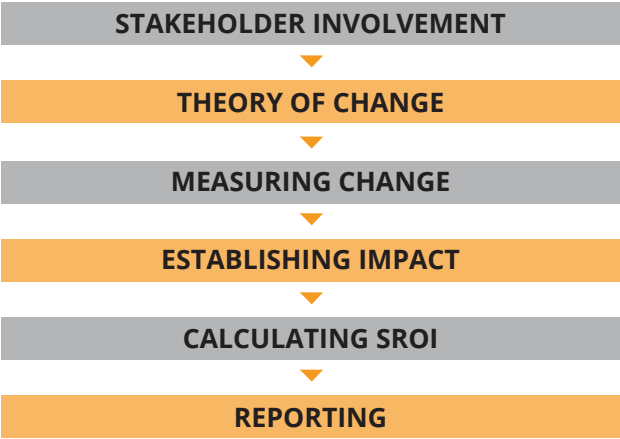 STAKEHOLDER INVOLVEMENT
THEORY OF CHANGE
MEASURING CHANGE
ESTABLISHING IMPACT
CALCULATING SROI
REPORTING